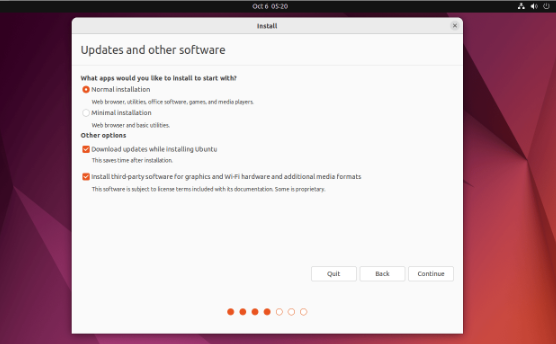 Oct 6 05:20
Install
Updates and other software
What apps would you like to install to start with?
Normal installation
Web browser, utilities, office software, games, and media players.
Minimal installation
Web browser and basic utilities.
Other options
Download updates while installing Ubuntu
This saves time after installation.
Install third-party software for graphics and Wi-Fi hardware and additional media formats
This software is subject to license terms included with its documentation. Some is proprietary.
Quit Back Continue